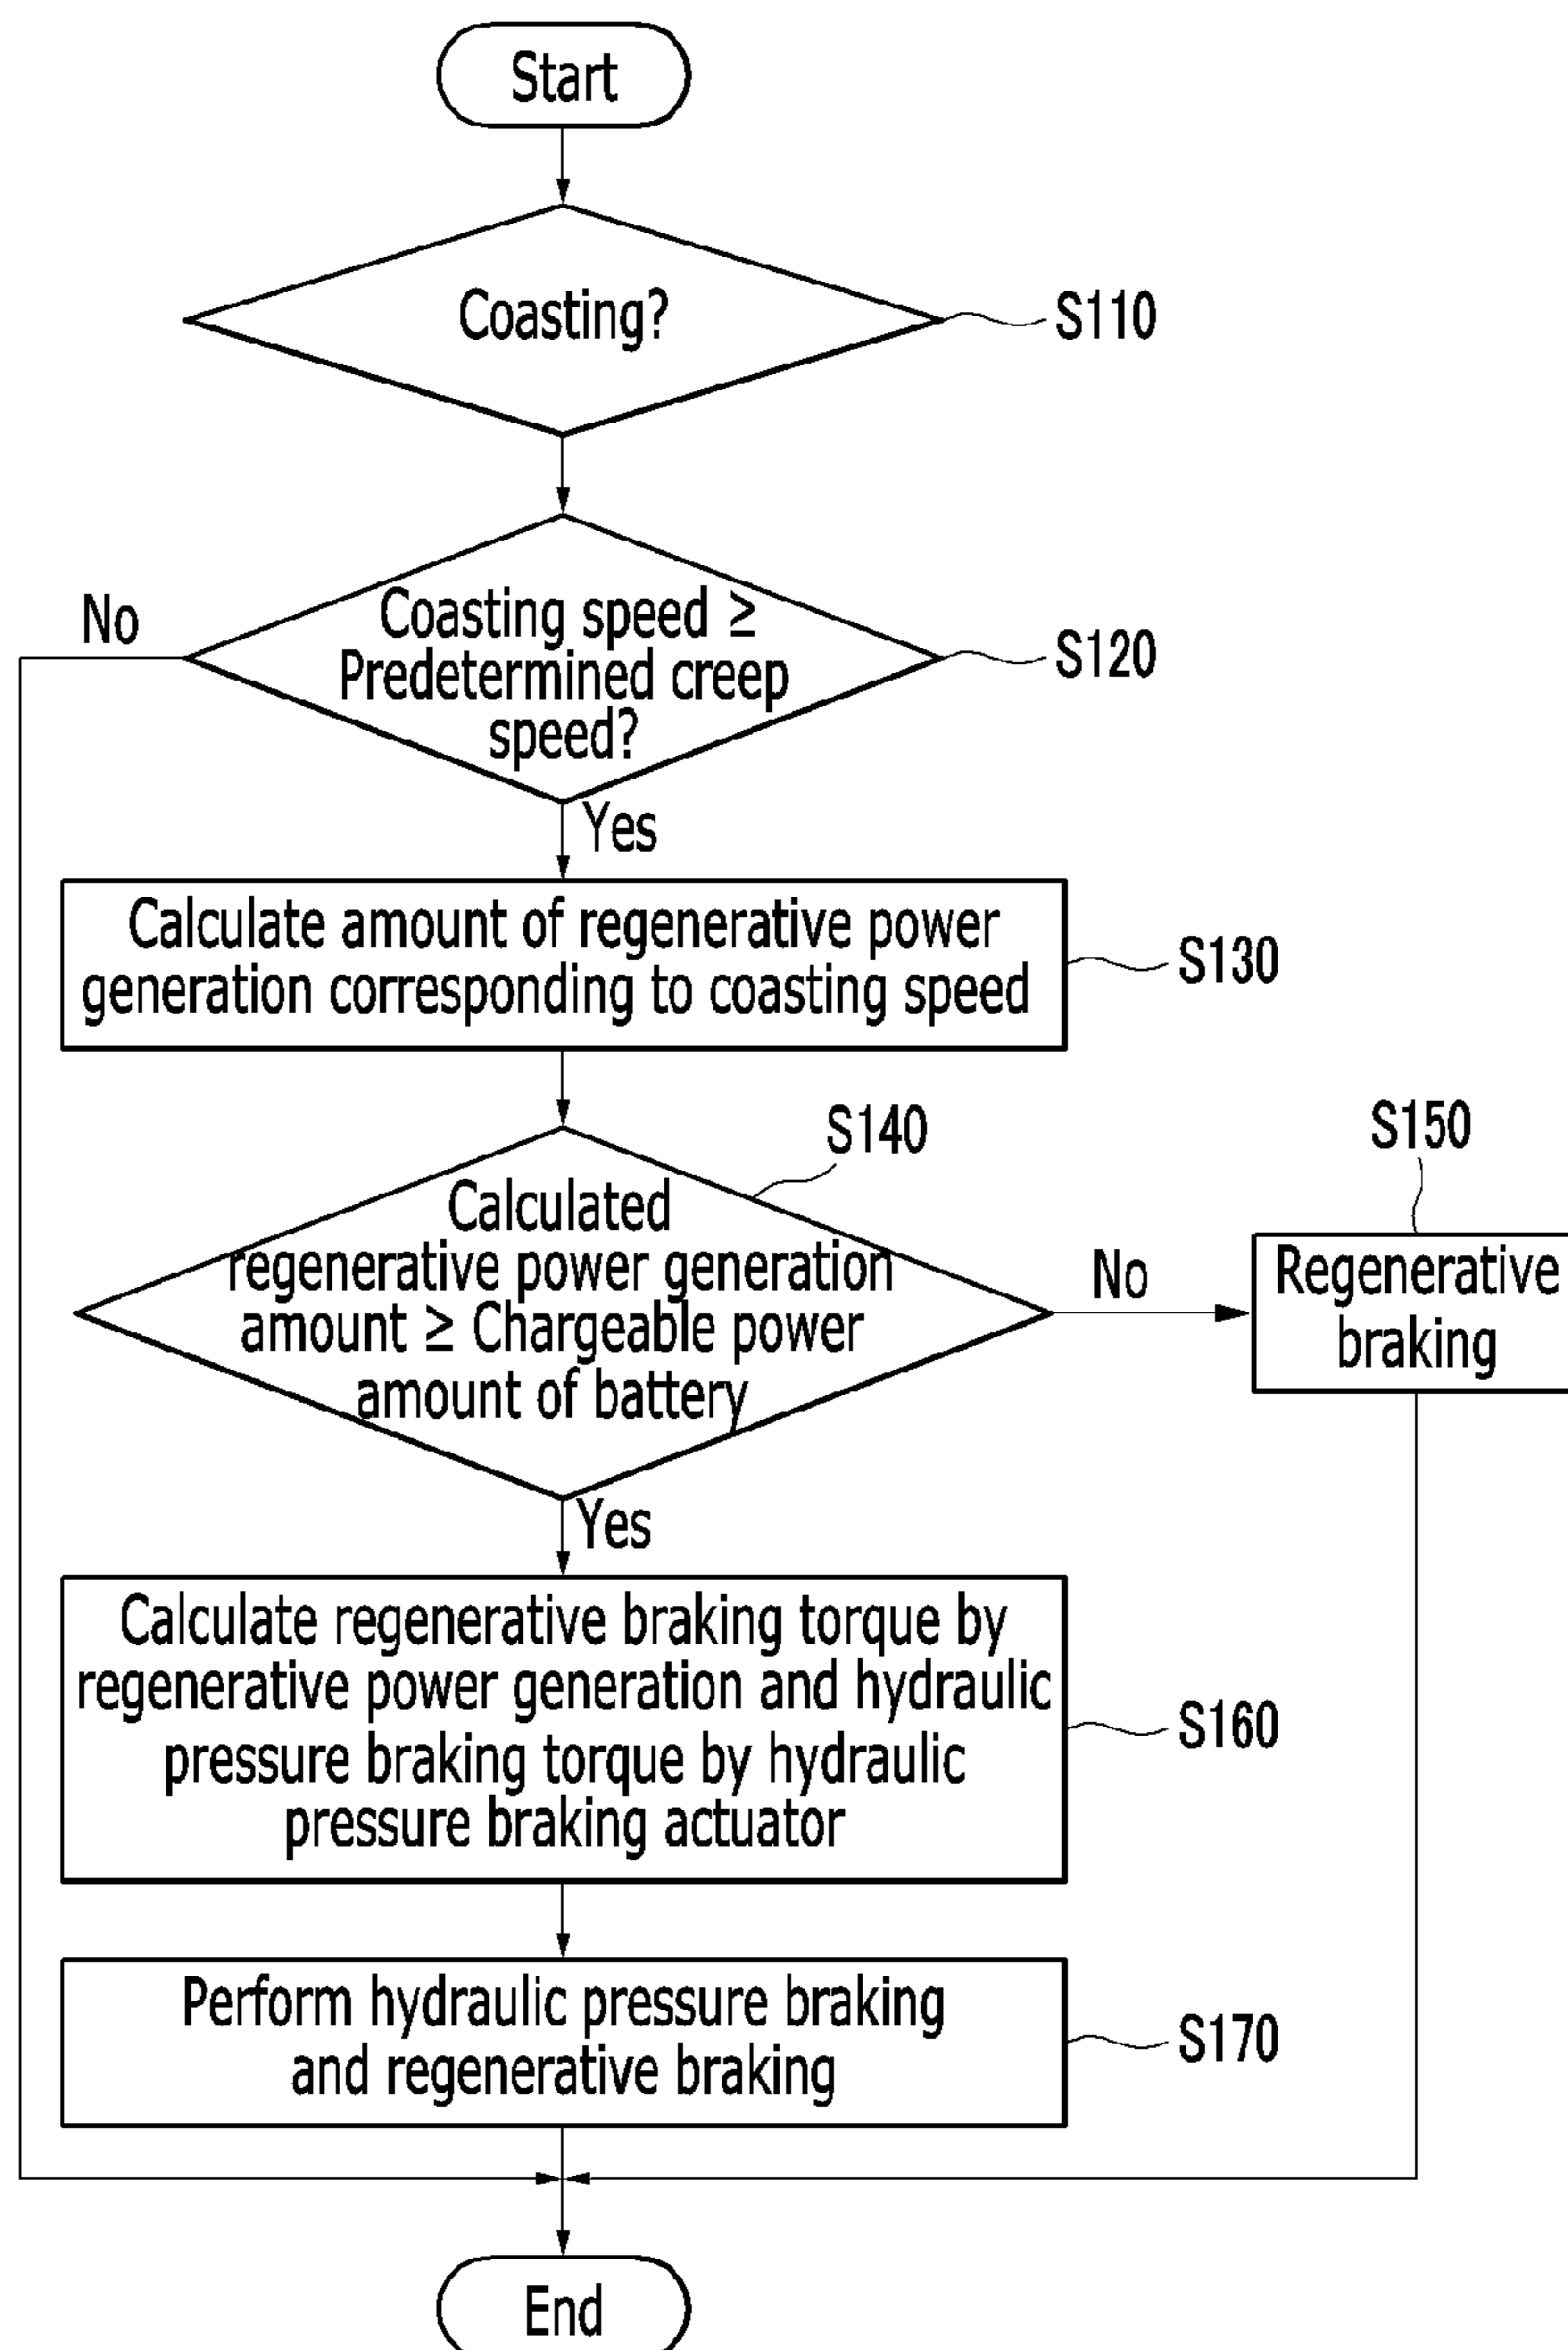 Start
Coasting?
S110
No
Coasting speed ≥
Predetermined creep
speed?
S120
Yes
Calculate amount of regenerative power
generation corresponding to coasting speed
S130
S140
Calculated
regenerative power generation
amount ≥ Chargeable power
amount of battery
No
S150
Regenerative
braking
Yes
Calculate regenerative braking torque by
regenerative power generation and hydraulic
pressure braking torque by hydraulic
pressure braking actuator
S160
Perform hydraulic pressure braking
and regenerative braking
S170
End